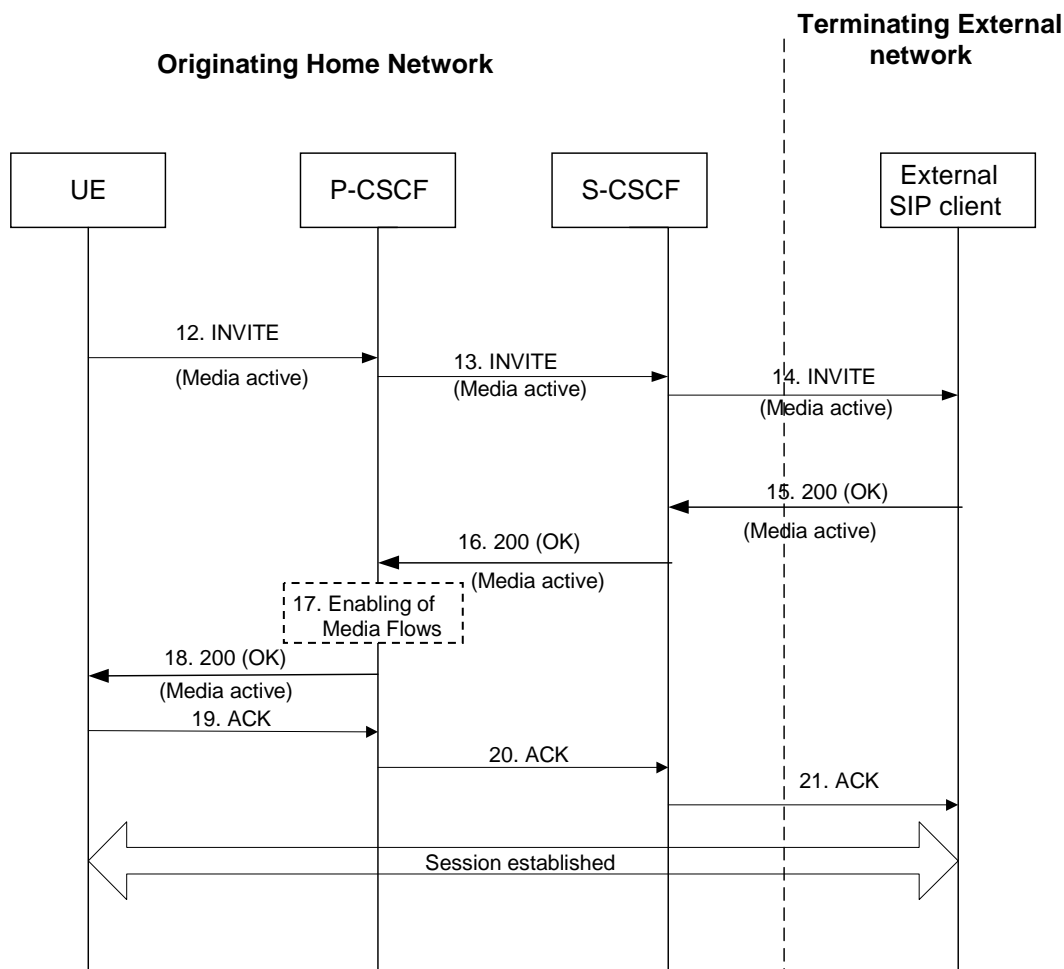 Terminating External
network
Originating Home Network
UE
P-CSCF
S-CSCF
External
SIP client
12. INVITE
(Media active)
13. INVITE
(Media active)
14. INVITE
(Media active)
15. 200 (OK)
(Media active)
16. 200 (OK)
(Media active)
17. Enabling of
Media Flows
18. 200 (OK)
(Media active)
19. ACK
20. ACK
21. ACK
Session established